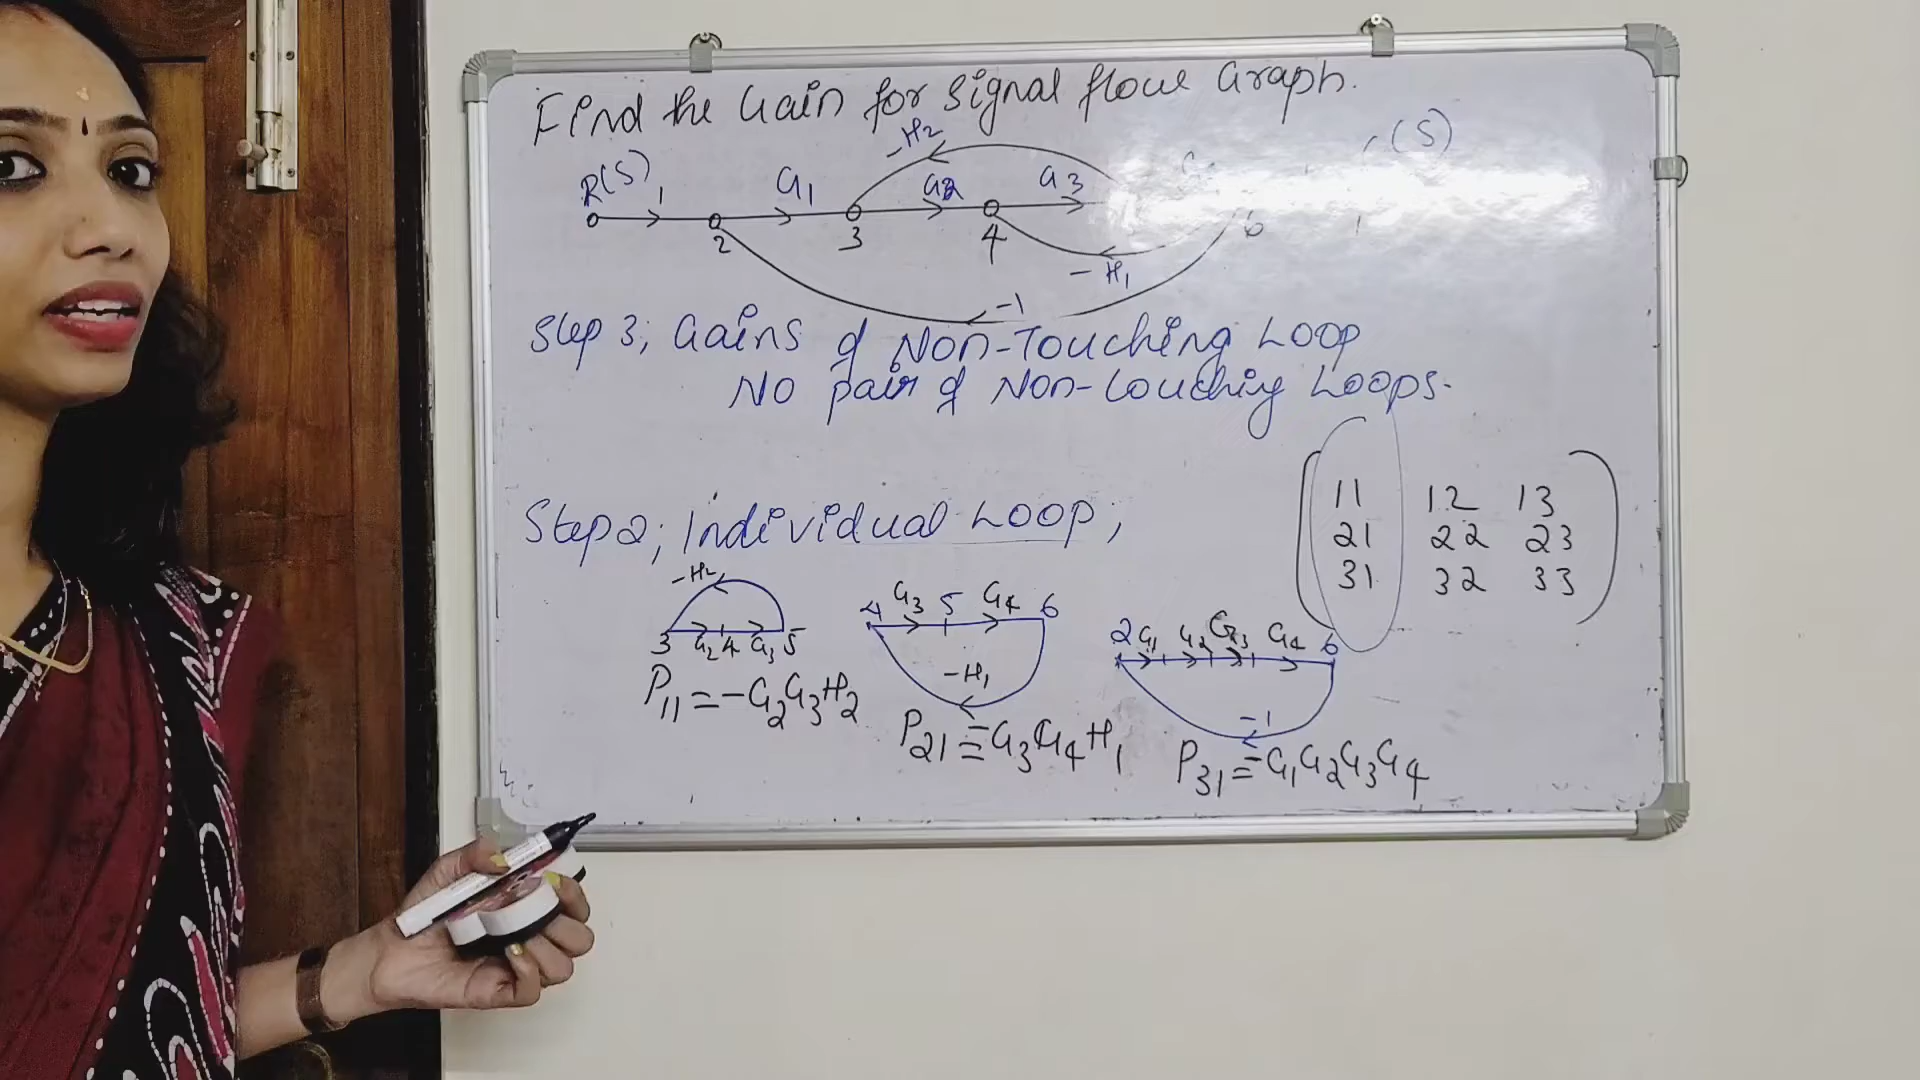 Find the Gain for signal flow Graph.
-H2
R(S) 1 G1 G2 G3 (S)
2 3 4 6 1
-H1
-1
Step 3; Gains of Non-Touching Loop
No pair of Non-touching Loops.
11 12 13
21 22 23
31 32 33
Step 2; Individual Loop;
-H2
3 G2 4 G3 5
P11 = -G2G3H2
4 G3 5 G4 6
-H1
P21 = -G3G4H1
2 G1 G2 G3 G4 6
-1
P31 = -G1G2G3G4